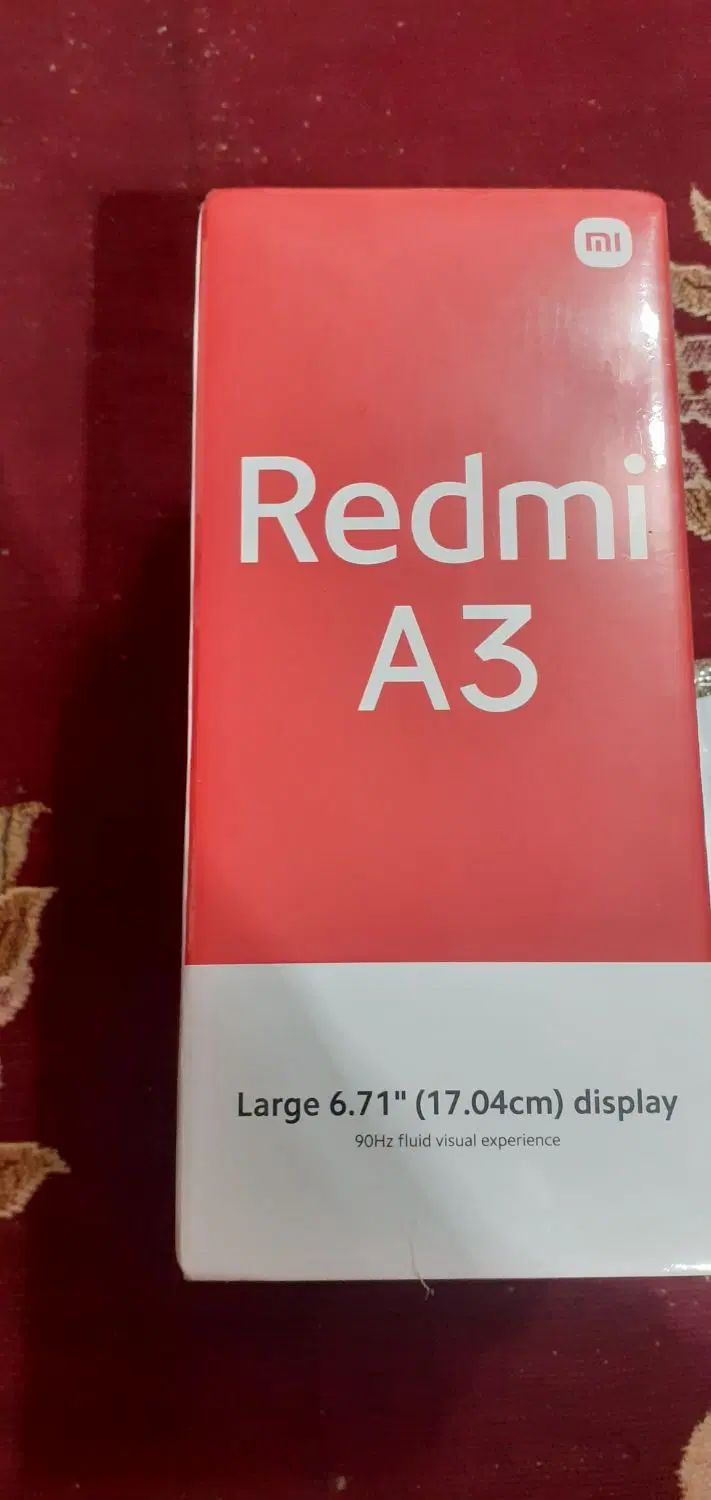 mi
Redmi
A3
Large 6.71" (17.04cm) display
90Hz fluid visual experience